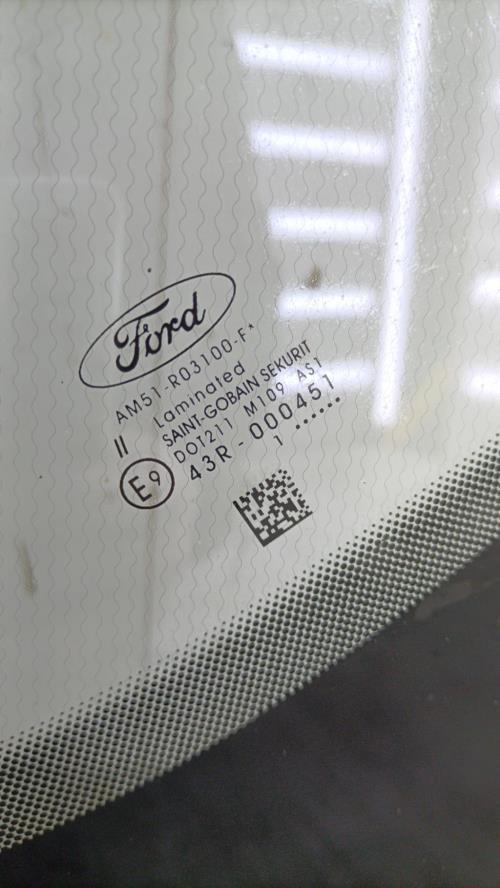 Ford
AM51-R03100-F*
Laminated
II
SAINT-GOBAIN SEKURIT
DOT211 M109 AS1
E9
43R-000451
1 ......